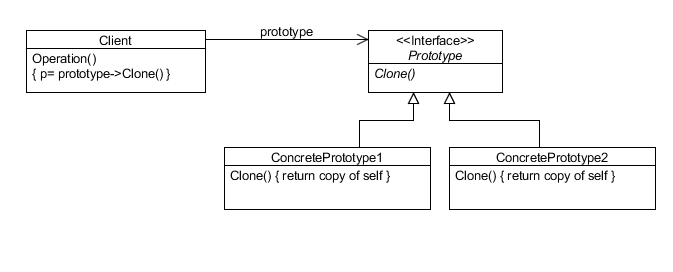 prototype
Client
<<Interface>>
Prototype
Operation()
{ p= prototype->Clone() }
Clone()
ConcretePrototype1
ConcretePrototype2
Clone() { return copy of self }
Clone() { return copy of self }